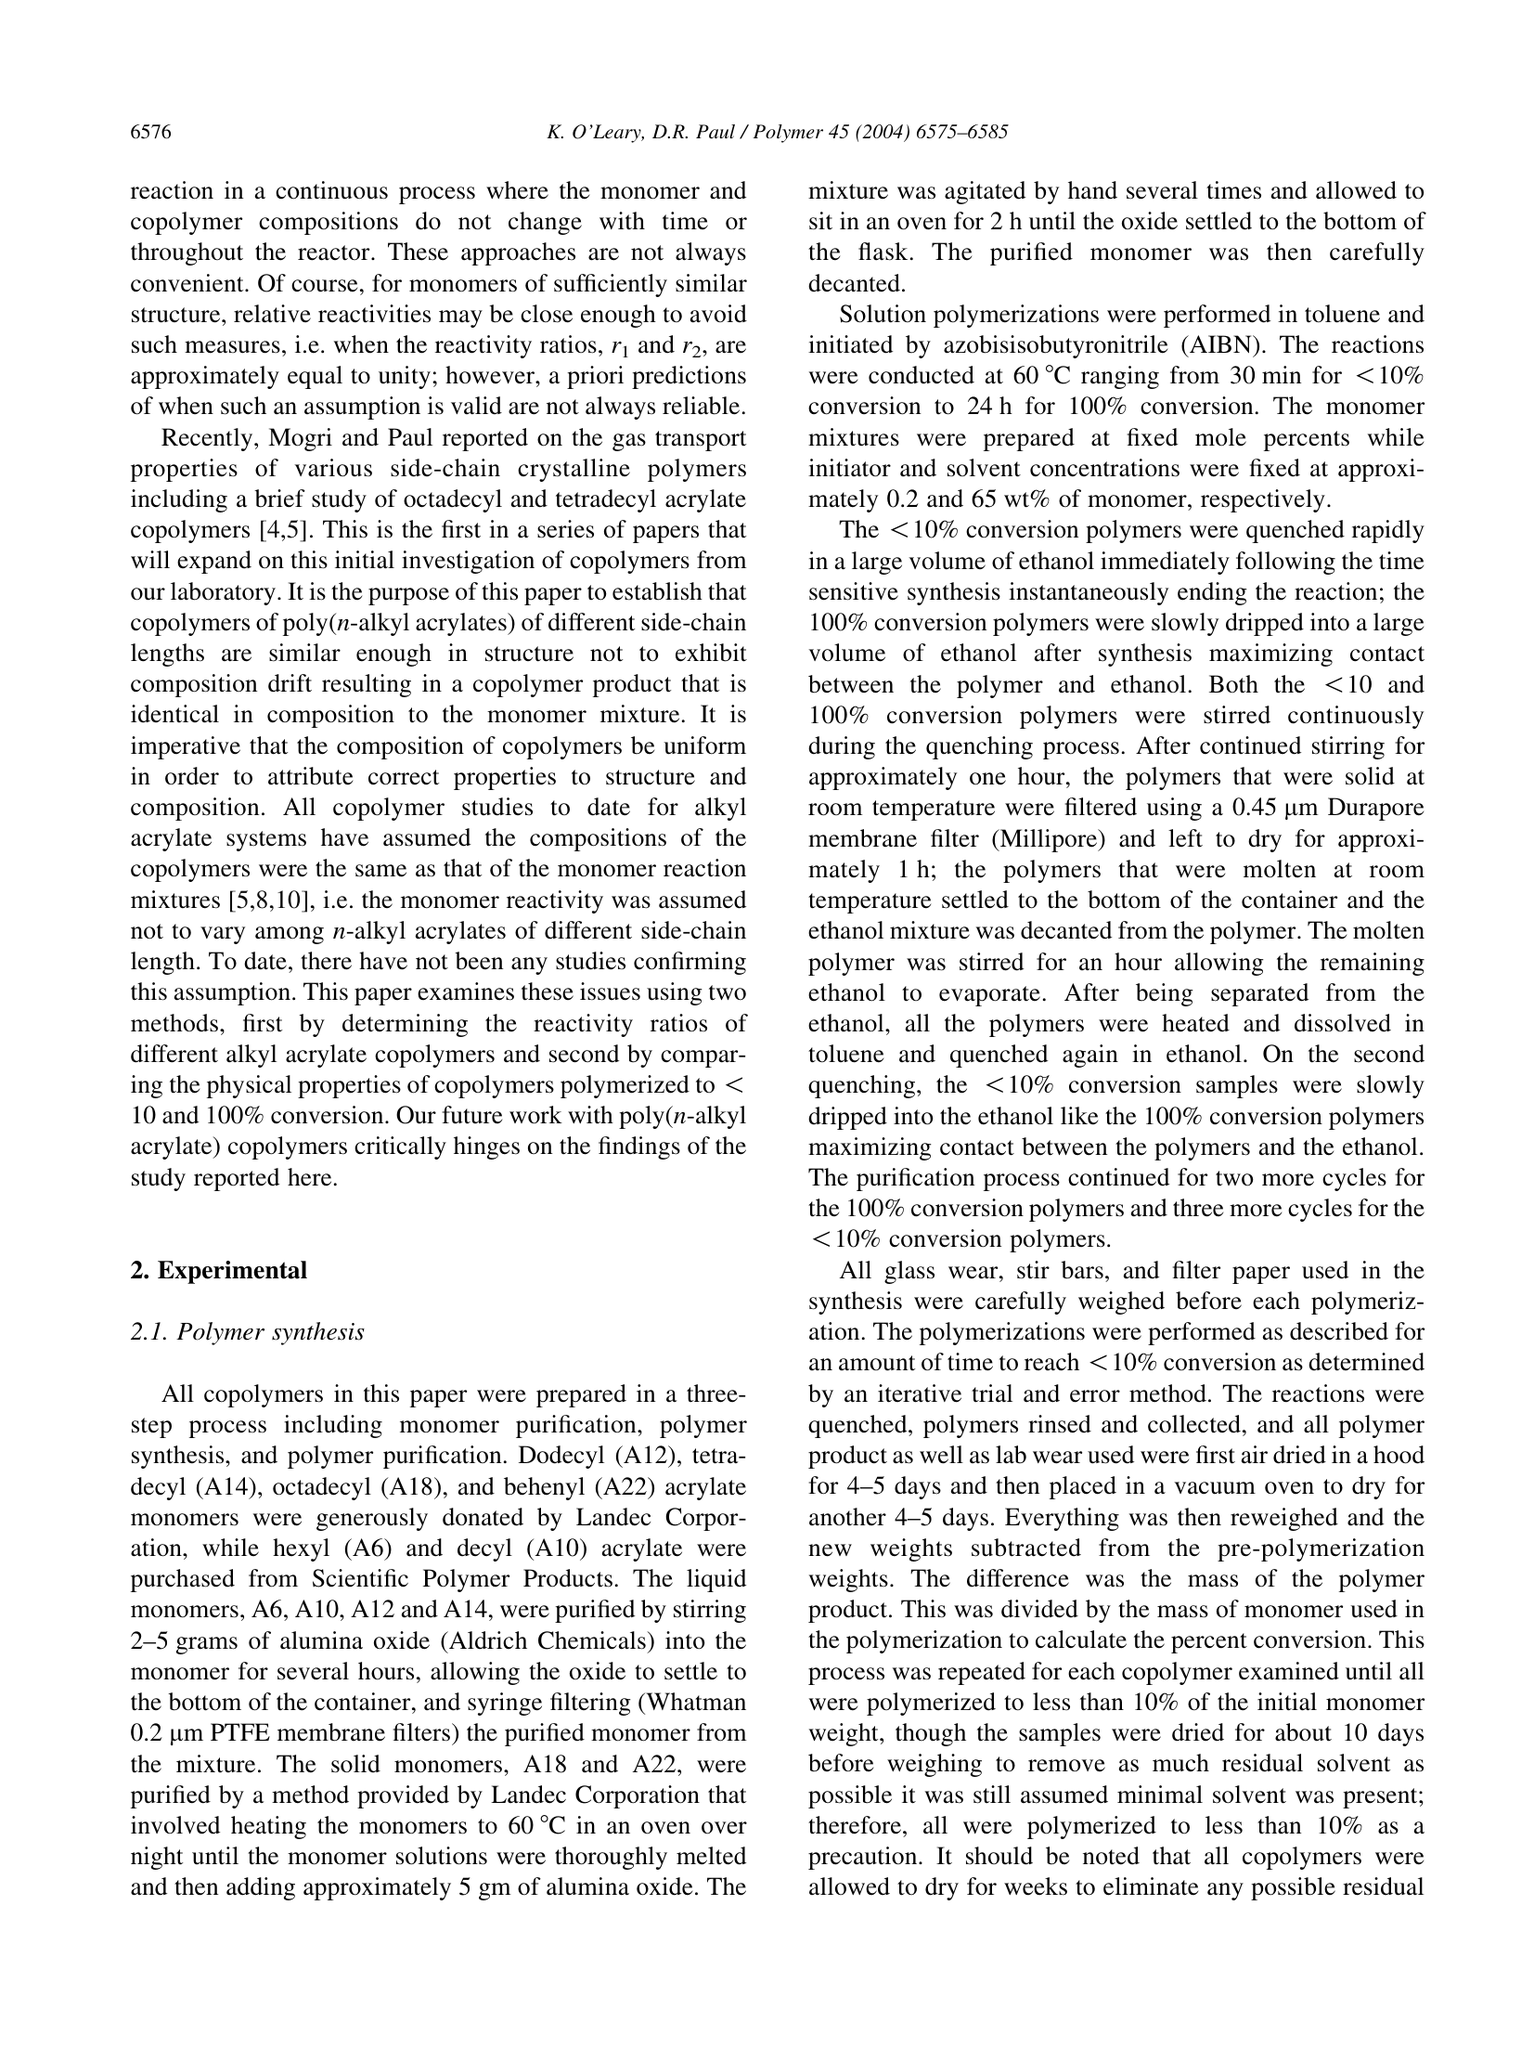 6576
K. O'Leary, D.R. Paul / Polymer 45 (2004) 6575–6585
reaction in a continuous process where the monomer and
copolymer compositions do not change with time or
throughout the reactor. These approaches are not always
convenient. Of course, for monomers of sufficiently similar
structure, relative reactivities may be close enough to avoid
such measures, i.e. when the reactivity ratios, r1 and r2, are
approximately equal to unity; however, a priori predictions
of when such an assumption is valid are not always reliable.
Recently, Mogri and Paul reported on the gas transport
properties of various side-chain crystalline polymers
including a brief study of octadecyl and tetradecyl acrylate
copolymers [4,5]. This is the first in a series of papers that
will expand on this initial investigation of copolymers from
our laboratory. It is the purpose of this paper to establish that
copolymers of poly(n-alkyl acrylates) of different side-chain
lengths are similar enough in structure not to exhibit
composition drift resulting in a copolymer product that is
identical in composition to the monomer mixture. It is
imperative that the composition of copolymers be uniform
in order to attribute correct properties to structure and
composition. All copolymer studies to date for alkyl
acrylate systems have assumed the compositions of the
copolymers were the same as that of the monomer reaction
mixtures [5,8,10], i.e. the monomer reactivity was assumed
not to vary among n-alkyl acrylates of different side-chain
length. To date, there have not been any studies confirming
this assumption. This paper examines these issues using two
methods, first by determining the reactivity ratios of
different alkyl acrylate copolymers and second by compar-
ing the physical properties of copolymers polymerized to <
10 and 100% conversion. Our future work with poly(n-alkyl
acrylate) copolymers critically hinges on the findings of the
study reported here.
2. Experimental
2.1. Polymer synthesis
All copolymers in this paper were prepared in a three-
step process including monomer purification, polymer
synthesis, and polymer purification. Dodecyl (A12), tetra-
decyl (A14), octadecyl (A18), and behenyl (A22) acrylate
monomers were generously donated by Landec Corpor-
ation, while hexyl (A6) and decyl (A10) acrylate were
purchased from Scientific Polymer Products. The liquid
monomers, A6, A10, A12 and A14, were purified by stirring
2–5 grams of alumina oxide (Aldrich Chemicals) into the
monomer for several hours, allowing the oxide to settle to
the bottom of the container, and syringe filtering (Whatman
0.2 μm PTFE membrane filters) the purified monomer from
the mixture. The solid monomers, A18 and A22, were
purified by a method provided by Landec Corporation that
involved heating the monomers to 60 °C in an oven over
night until the monomer solutions were thoroughly melted
and then adding approximately 5 gm of alumina oxide. The
mixture was agitated by hand several times and allowed to
sit in an oven for 2 h until the oxide settled to the bottom of
the flask. The purified monomer was then carefully
decanted.
Solution polymerizations were performed in toluene and
initiated by azobisisobutyronitrile (AIBN). The reactions
were conducted at 60 °C ranging from 30 min for <10%
conversion to 24 h for 100% conversion. The monomer
mixtures were prepared at fixed mole percents while
initiator and solvent concentrations were fixed at approxi-
mately 0.2 and 65 wt% of monomer, respectively.
The <10% conversion polymers were quenched rapidly
in a large volume of ethanol immediately following the time
sensitive synthesis instantaneously ending the reaction; the
100% conversion polymers were slowly dripped into a large
volume of ethanol after synthesis maximizing contact
between the polymer and ethanol. Both the <10 and
100% conversion polymers were stirred continuously
during the quenching process. After continued stirring for
approximately one hour, the polymers that were solid at
room temperature were filtered using a 0.45 μm Durapore
membrane filter (Millipore) and left to dry for approxi-
mately 1 h; the polymers that were molten at room
temperature settled to the bottom of the container and the
ethanol mixture was decanted from the polymer. The molten
polymer was stirred for an hour allowing the remaining
ethanol to evaporate. After being separated from the
ethanol, all the polymers were heated and dissolved in
toluene and quenched again in ethanol. On the second
quenching, the <10% conversion samples were slowly
dripped into the ethanol like the 100% conversion polymers
maximizing contact between the polymers and the ethanol.
The purification process continued for two more cycles for
the 100% conversion polymers and three more cycles for the
<10% conversion polymers.
All glass wear, stir bars, and filter paper used in the
synthesis were carefully weighed before each polymeriz-
ation. The polymerizations were performed as described for
an amount of time to reach <10% conversion as determined
by an iterative trial and error method. The reactions were
quenched, polymers rinsed and collected, and all polymer
product as well as lab wear used were first air dried in a hood
for 4–5 days and then placed in a vacuum oven to dry for
another 4–5 days. Everything was then reweighed and the
new weights subtracted from the pre-polymerization
weights. The difference was the mass of the polymer
product. This was divided by the mass of monomer used in
the polymerization to calculate the percent conversion. This
process was repeated for each copolymer examined until all
were polymerized to less than 10% of the initial monomer
weight, though the samples were dried for about 10 days
before weighing to remove as much residual solvent as
possible it was still assumed minimal solvent was present;
therefore, all were polymerized to less than 10% as a
precaution. It should be noted that all copolymers were
allowed to dry for weeks to eliminate any possible residual